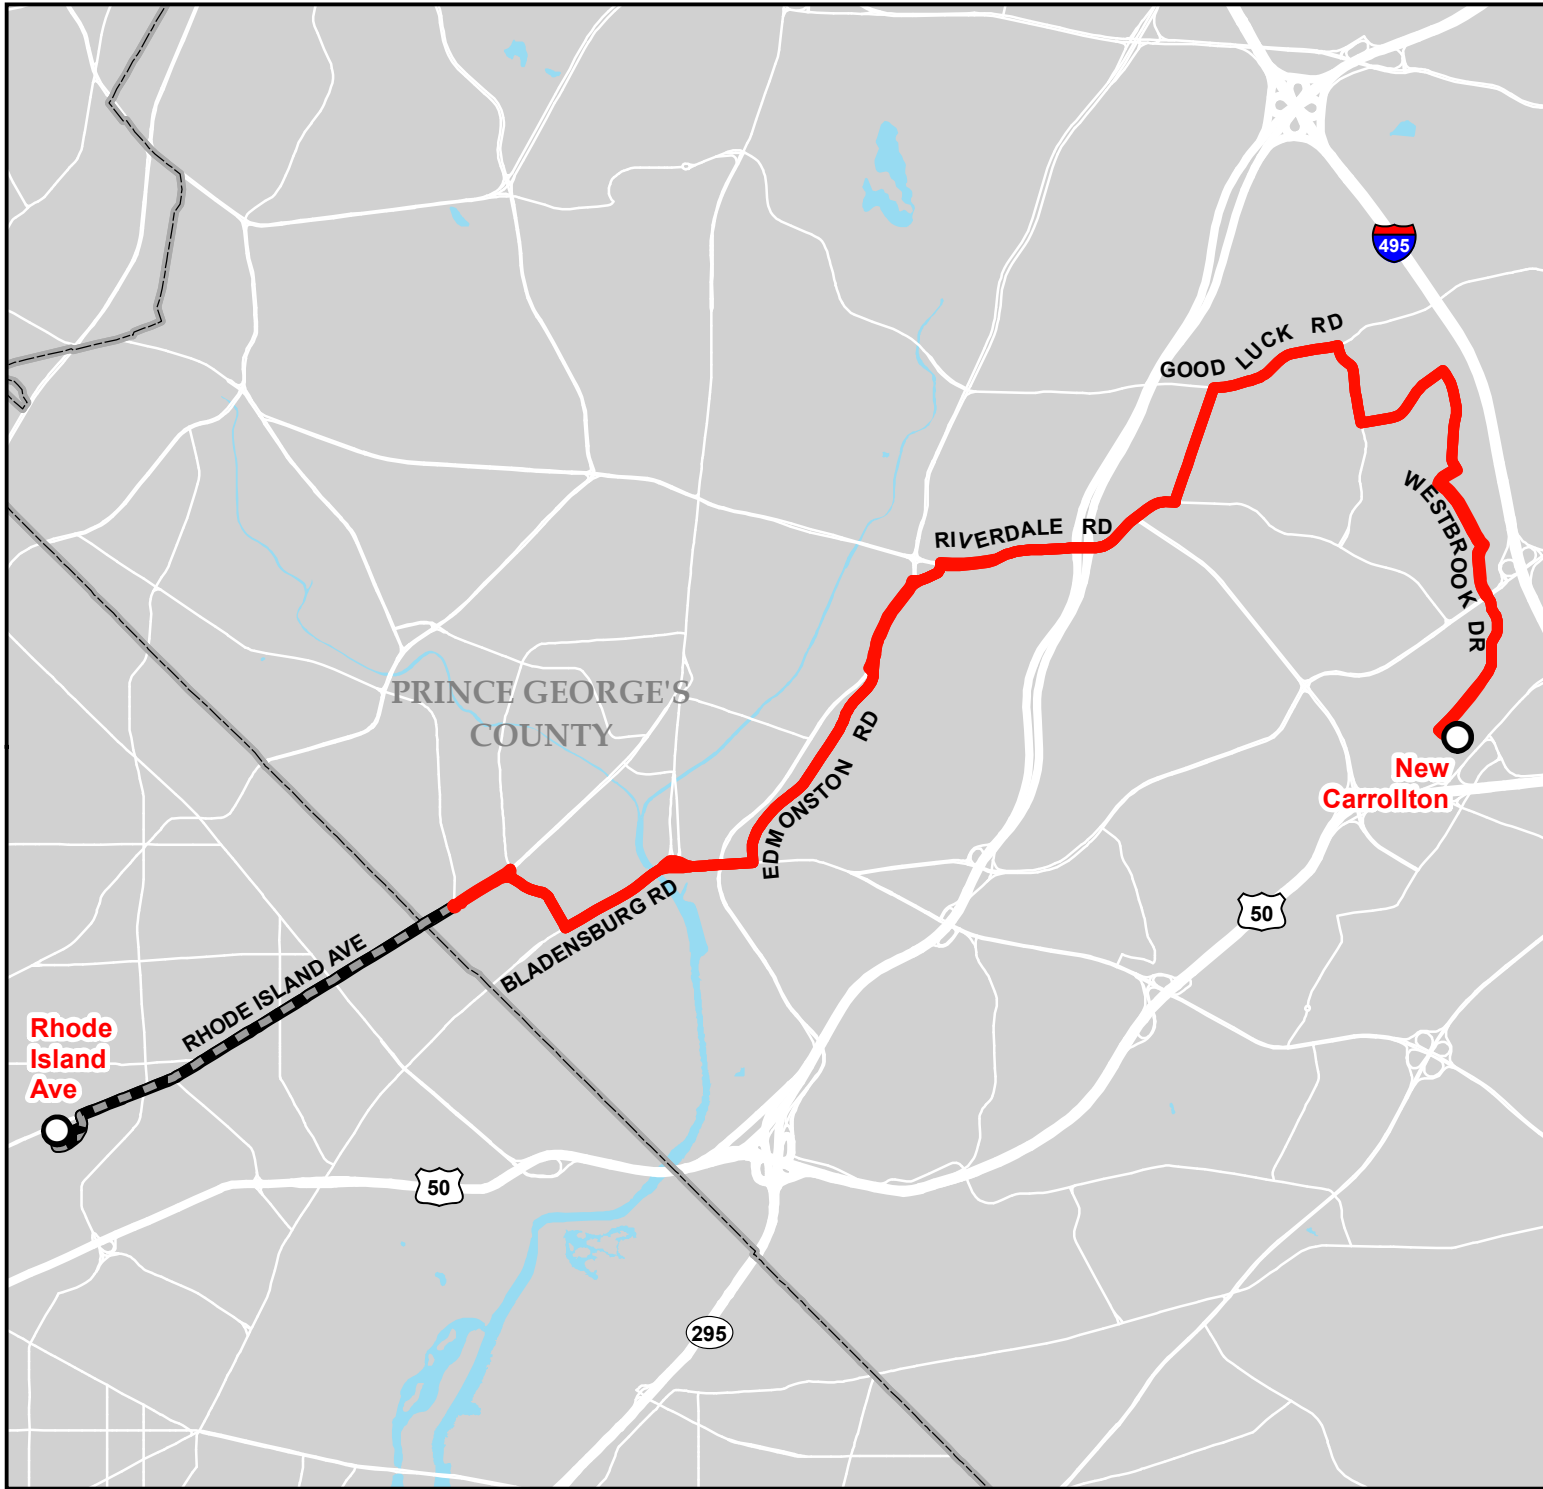 495
GOOD LUCK RD
WESTBROOK DR
RIVERDALE RD
PRINCE GEORGE'S
COUNTY
EDMONSTON RD
New
Carrollton
BLADENSBURG RD
50
RHODE ISLAND AVE
Rhode
Island
Ave
50
295